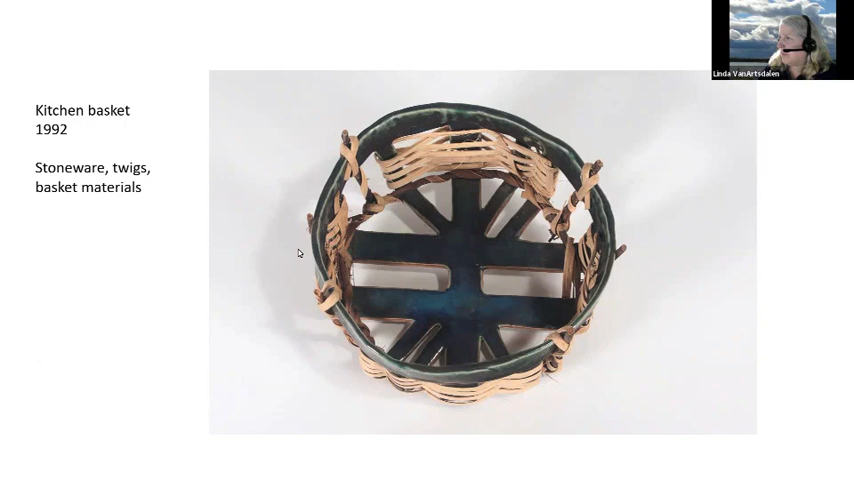 Linda VanArtsdalen
Kitchen basket
1992
Stoneware, twigs,
basket materials